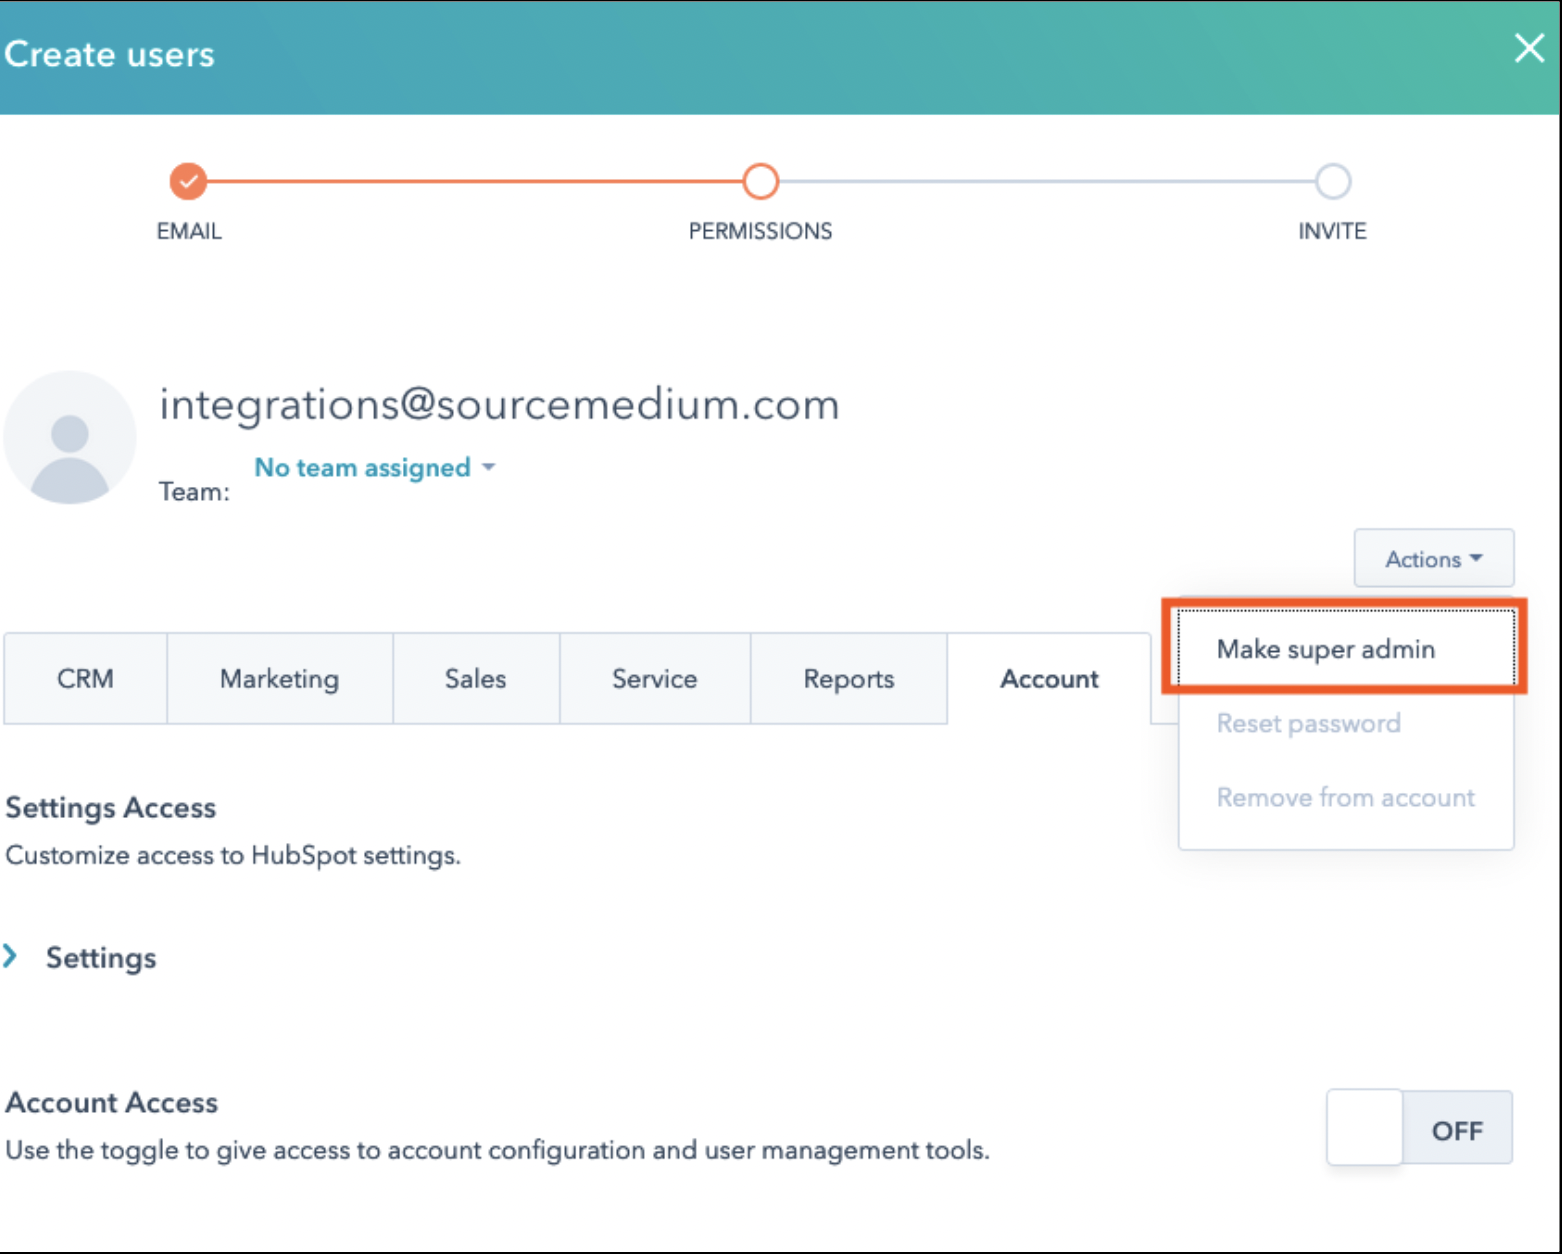 Create users
EMAIL
PERMISSIONS
INVITE
integrations@sourcemedium.com
No team assigned
Team:
Actions
Make super admin
Reset password
Remove from account
CRM
Marketing
Sales
Service
Reports
Account
Settings Access
Customize access to HubSpot settings.
Settings
Account Access
Use the toggle to give access to account configuration and user management tools.
OFF